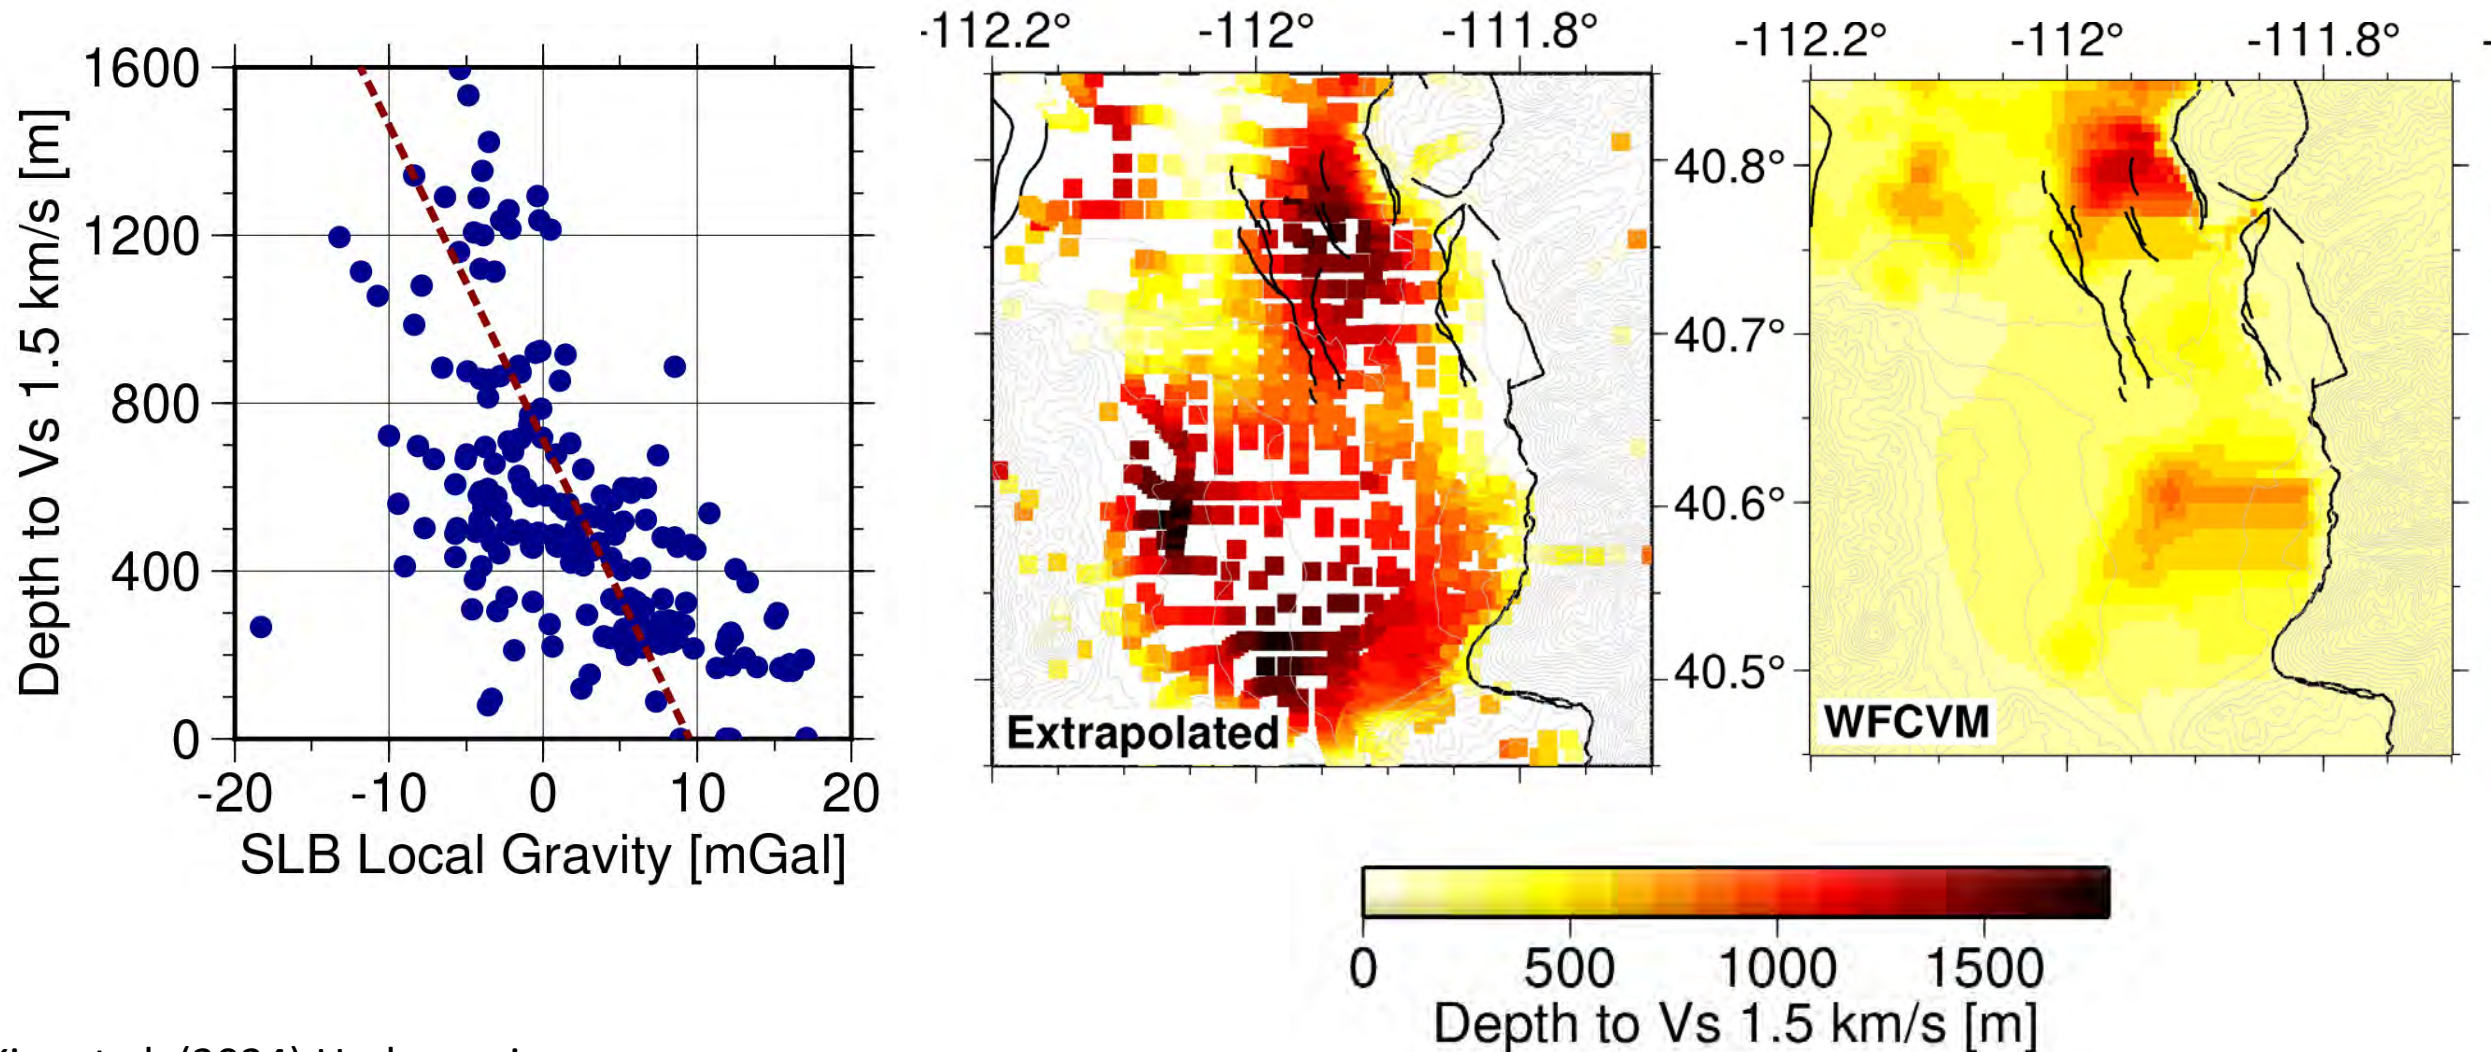 1600
1200
800
400
0
-20 -10 0 10 20
Depth to Vs 1.5 km/s [m]
SLB Local Gravity [mGal]
-112.2° -112° -111.8°
Extrapolated
-112.2° -112° -111.8°
40.8°
40.7°
40.6°
40.5°
WFCVM
0 500 1000 1500
Depth to Vs 1.5 km/s [m]